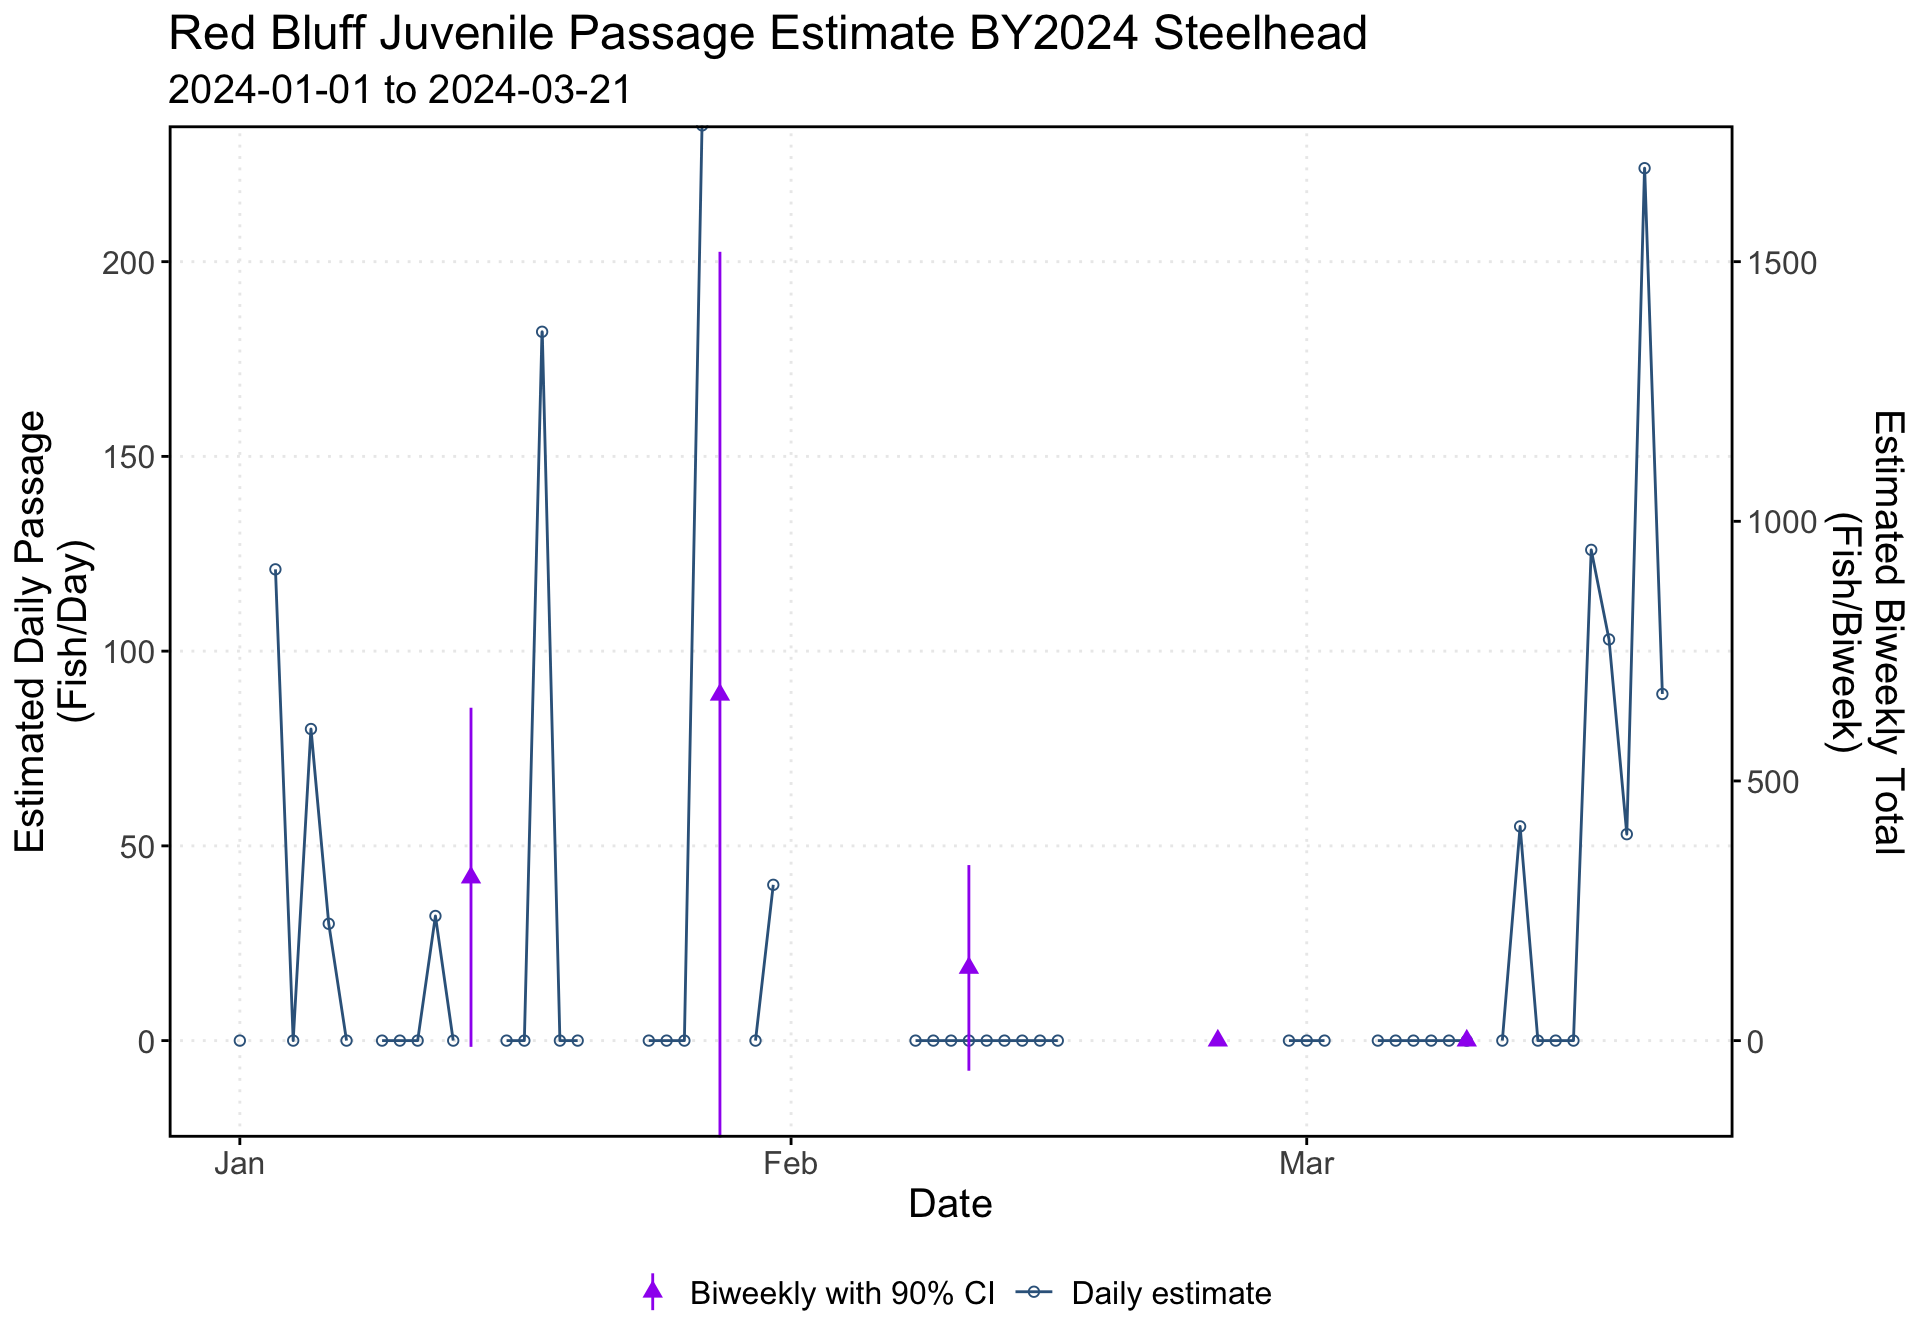 Red Bluff Juvenile Passage Estimate BY2024 Steelhead
2024-01-01 to 2024-03-21
Estimated Daily Passage
(Fish/Day)
200
150
100
50
0
1500
1000
500
0
Estimated Biweekly Total
(Fish/Biweek)
Jan
Feb
Mar
Date
Biweekly with 90% CI
Daily estimate